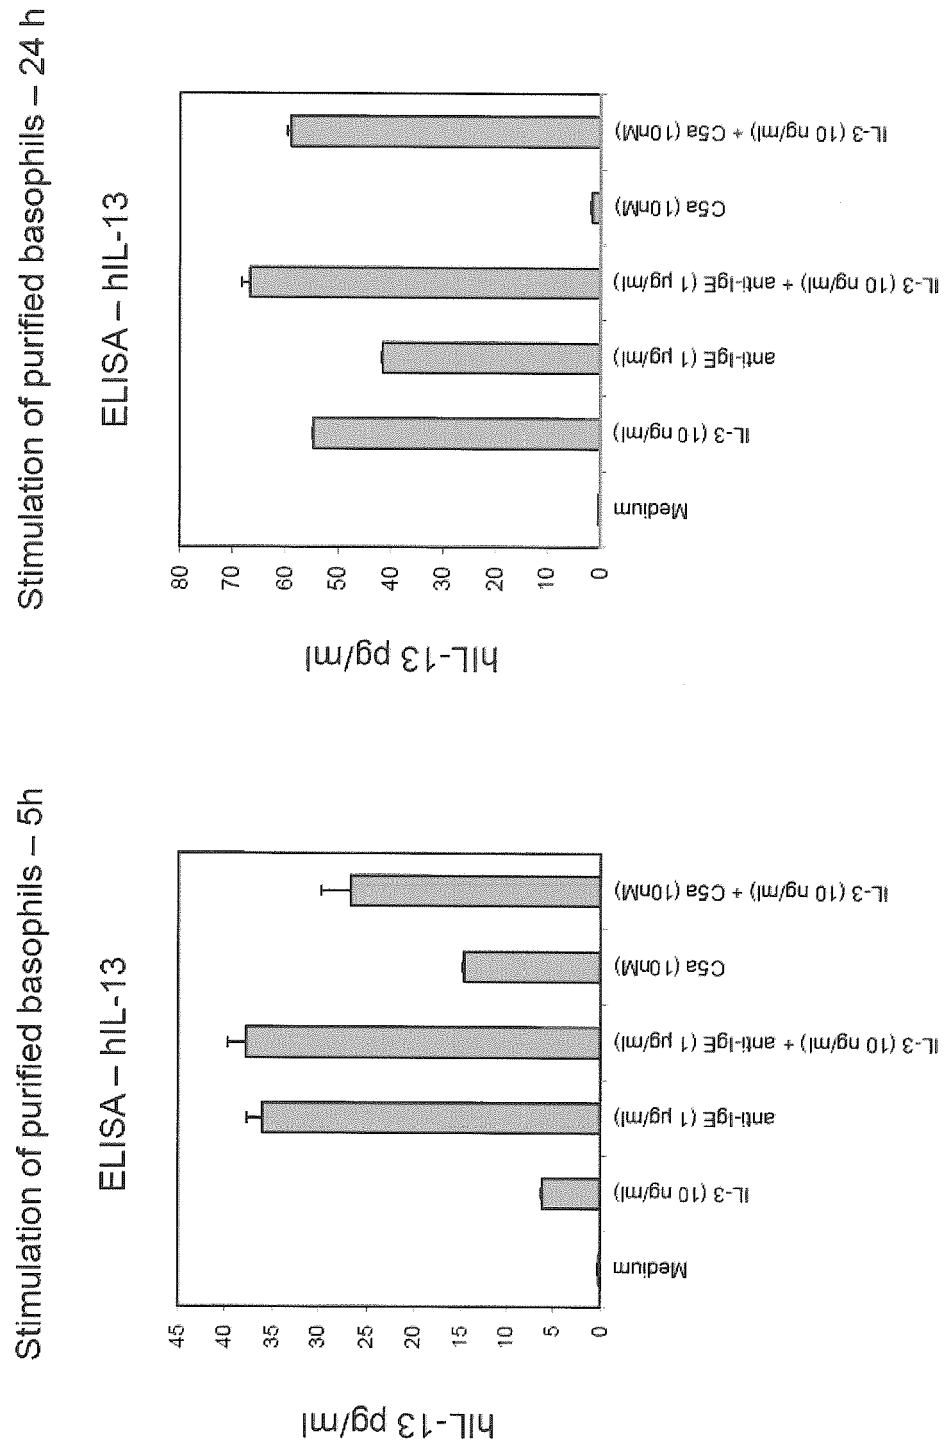 Stimulation of purified basophils – 5h
ELISA – hIL-13
hIL-13 pg/ml
45
40
35
30
25
20
15
10
5
0
Medium
IL-3 (10 ng/ml)
anti-IgE (1 µg/ml)
IL-3 (10 ng/ml) + anti-IgE (1 µg/ml)
C5a (10nM)
IL-3 (10 ng/ml) + C5a (10nM)
Stimulation of purified basophils – 24 h
ELISA – hIL-13
hIL-13 pg/ml
80
70
60
50
40
30
20
10
0
Medium
IL-3 (10 ng/ml)
anti-IgE (1 µg/ml)
IL-3 (10 ng/ml) + anti-IgE (1 µg/ml)
C5a (10nM)
IL-3 (10 ng/ml) + C5a (10nM)